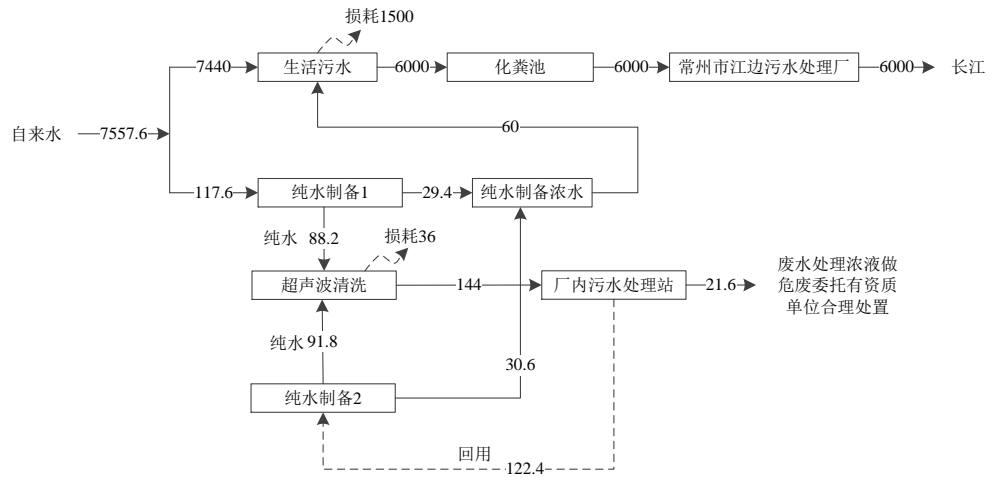 损耗1500
7440
生活污水
6000
化粪池
6000
常州市江边污水处理厂
6000
长江
自来水
7557.6
60
117.6
纯水制备1
29.4
纯水制备浓水
纯水
88.2
损耗36
超声波清洗
144
厂内污水处理站
21.6
废水处理浓液做
危废委托有资质
单位合理处置
纯水
91.8
30.6
纯水制备2
回用
122.4